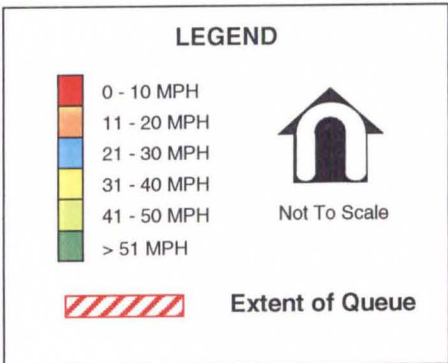 LEGEND
0 - 10 MPH
11 - 20 MPH
21 - 30 MPH
31 - 40 MPH
41 - 50 MPH
> 51 MPH
Not To Scale
Extent of Queue